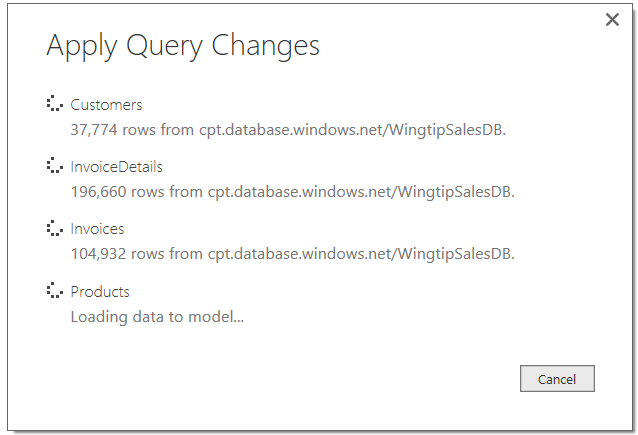 Apply Query Changes
Customers
37,774 rows from cpt.database.windows.net/WingtipSalesDB.
InvoiceDetails
196,660 rows from cpt.database.windows.net/WingtipSalesDB.
Invoices
104,932 rows from cpt.database.windows.net/WingtipSalesDB.
Products
Loading data to model...
Cancel